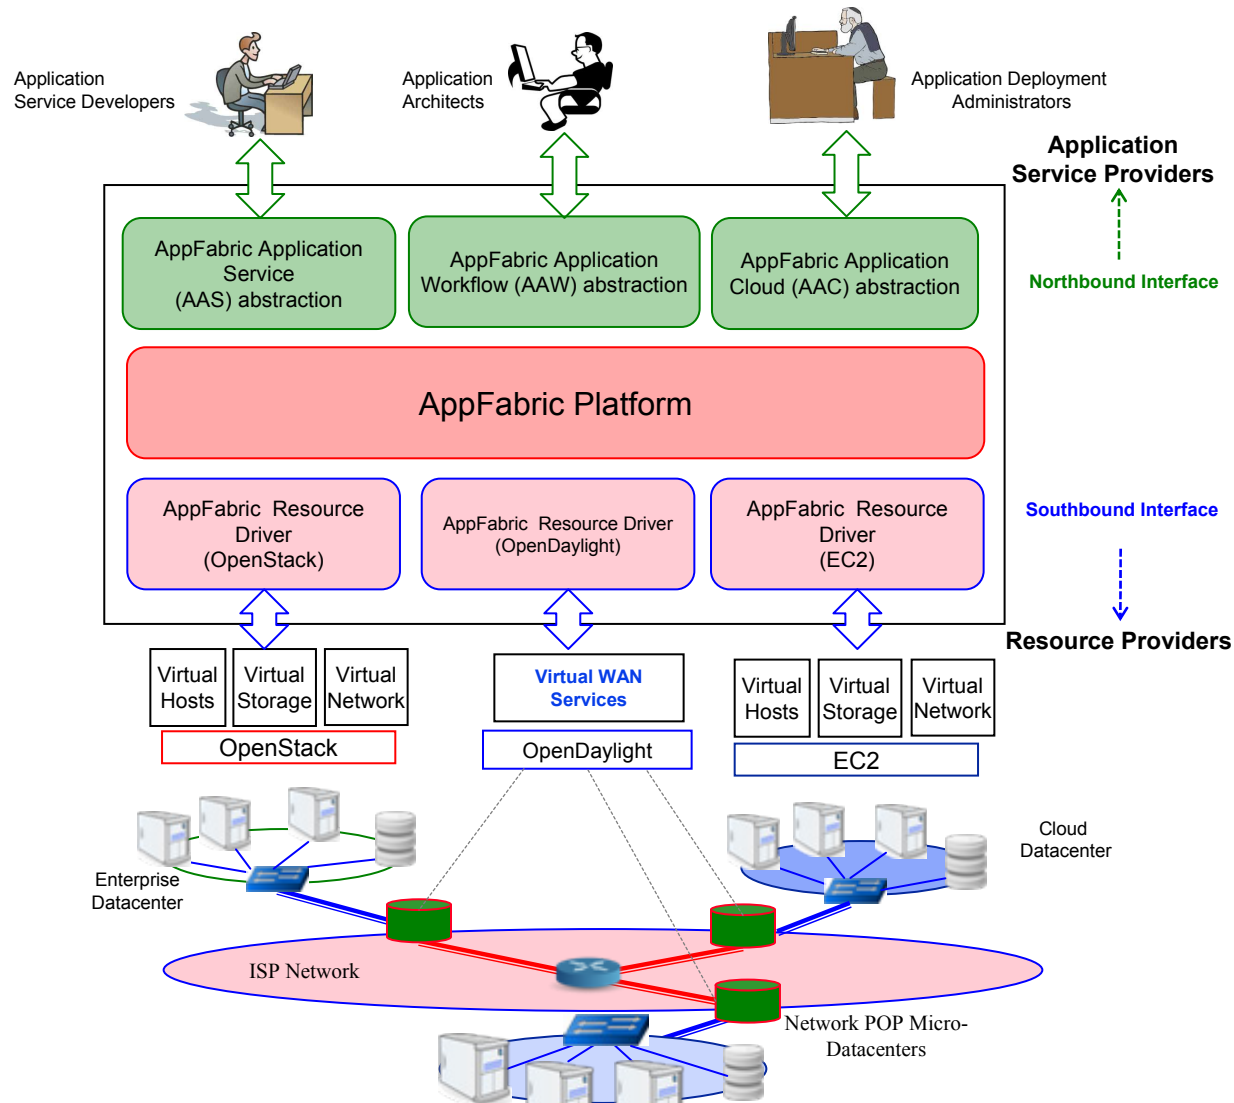 Application
Service Developers
Application
Architects
Application Deployment
Administrators
Application
Service Providers
AppFabric Application
Service
(AAS) abstraction
AppFabric Application
Workflow (AAW) abstraction
AppFabric Application
Cloud (AAC) abstraction
Northbound Interface
AppFabric Platform
AppFabric Resource
Driver
(OpenStack)
AppFabric Resource Driver
(OpenDaylight)
AppFabric Resource
Driver
(EC2)
Southbound Interface
Resource Providers
Virtual
Hosts
Virtual
Storage
Virtual
Network
OpenStack
Virtual WAN
Services
OpenDaylight
Virtual
Hosts
Virtual
Storage
Virtual
Network
EC2
Enterprise
Datacenter
Cloud
Datacenter
ISP Network
Network POP Micro-
Datacenters